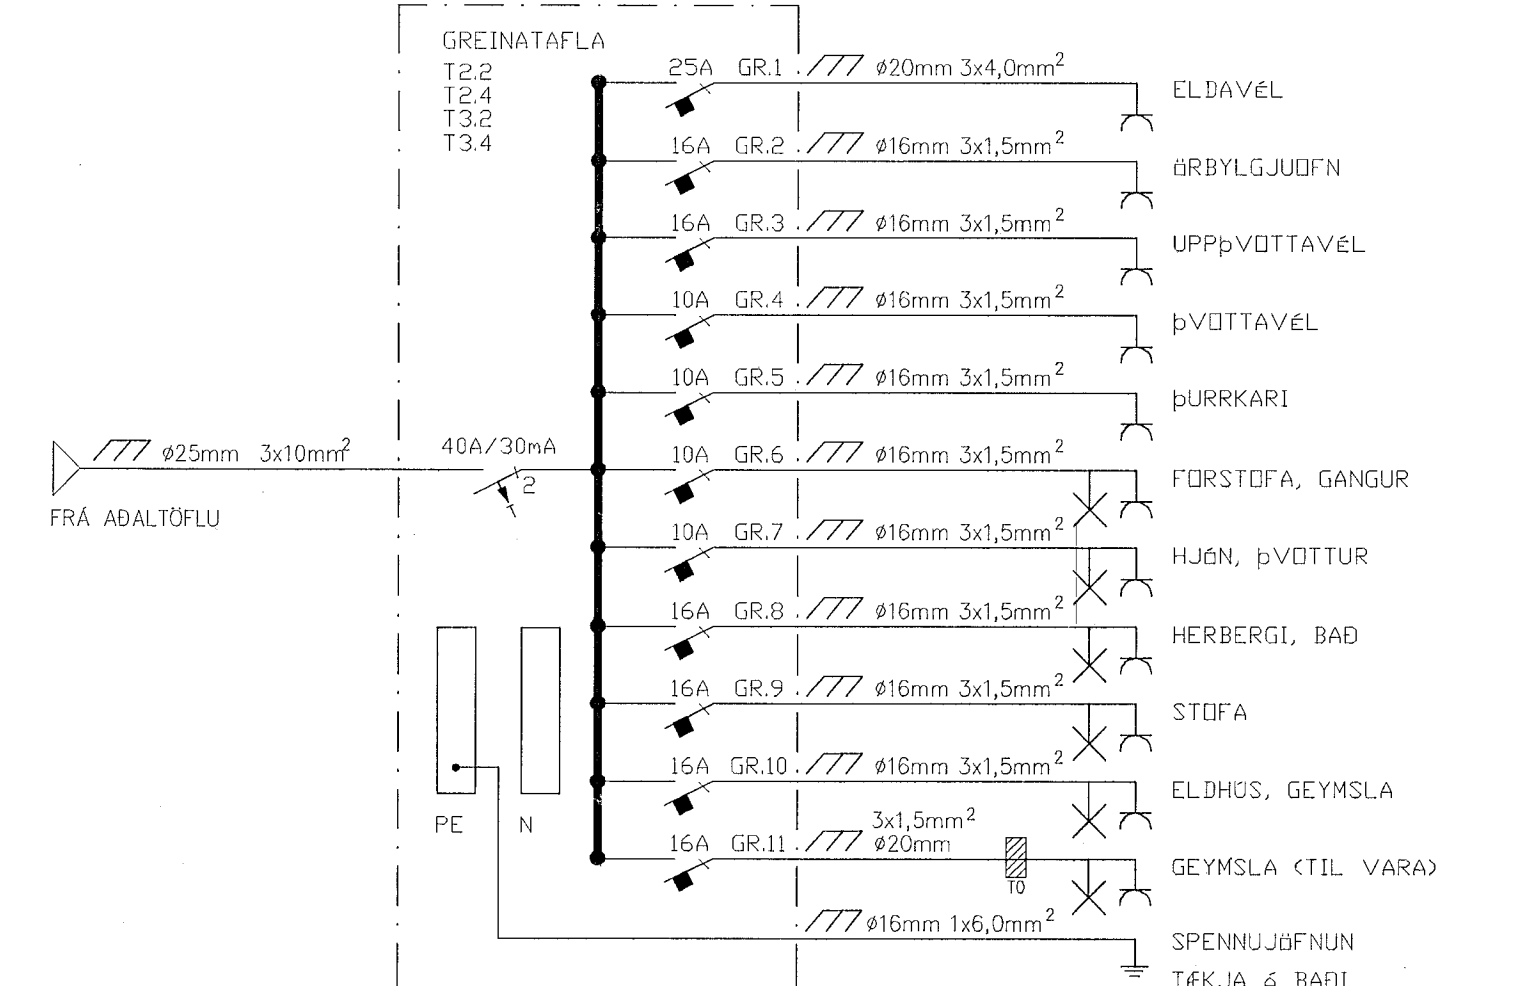 GREINATAFLA
T2.2
T2.4
T3.2
T3.4
25A GR.1 ø20mm 3x4,0mm² ELDAVÉL
16A GR.2 ø16mm 3x1,5mm² ÖRBYLGJUOFN
16A GR.3 ø16mm 3x1,5mm² UPPÞVOTTAVÉL
10A GR.4 ø16mm 3x1,5mm² ÞVOTTAVÉL
10A GR.5 ø16mm 3x1,5mm² ÞURRKARI
ø25mm 3x10mm² 40A/30mA 2
FRÁ AÐALTÖFLU
10A GR.6 ø16mm 3x1,5mm² FORSTOFA, GANGUR
10A GR.7 ø16mm 3x1,5mm² HJÓN, ÞVOTTUR
16A GR.8 ø16mm 3x1,5mm² HERBERGI, BAÐ
16A GR.9 ø16mm 3x1,5mm² STOFA
16A GR.10 ø16mm 3x1,5mm² ELDHÚS, GEYMSLA
PE N
3x1,5mm²
16A GR.11 ø20mm GEYMSLA (TIL VARA)
TO
ø16mm 1x6,0mm² SPENNUJÖFNUN
TÆKJA Á BAÐI